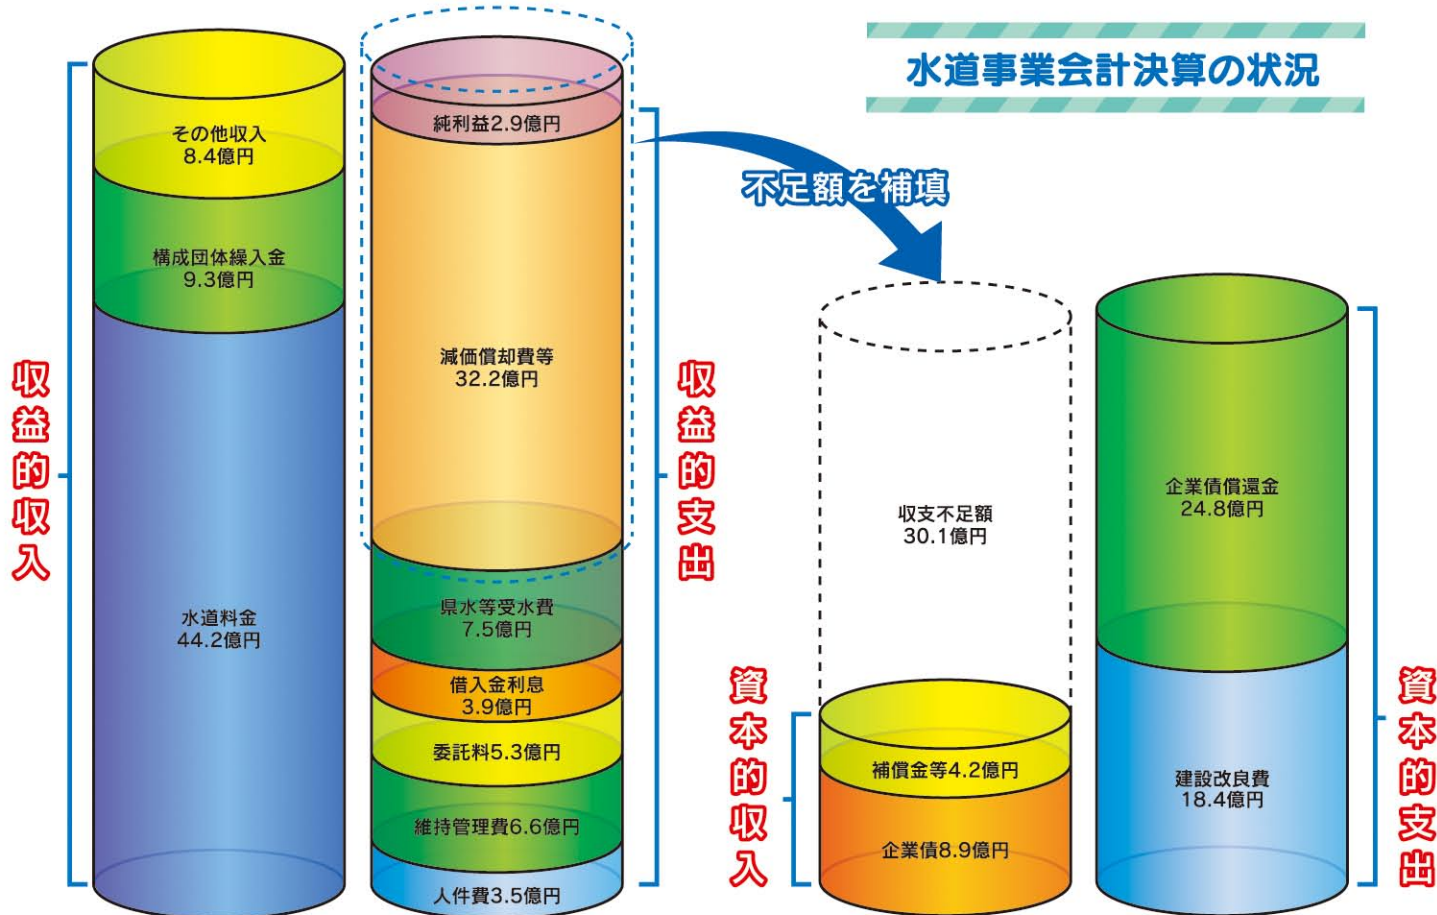 水道事業会計決算の状況
収益的収入
その他収入
8.4億円
構成団体繰入金
9.3億円
水道料金
44.2億円
純利益2.9億円
減価償却費等
32.2億円
県水等受水費
7.5億円
借入金利息
3.9億円
委託料5.3億円
維持管理費6.6億円
人件費3.5億円
収益的支出
不足額を補填
収支不足額
30.1億円
資本的収入
補償金等4.2億円
企業債8.9億円
企業債償還金
24.8億円
建設改良費
18.4億円
資本的支出